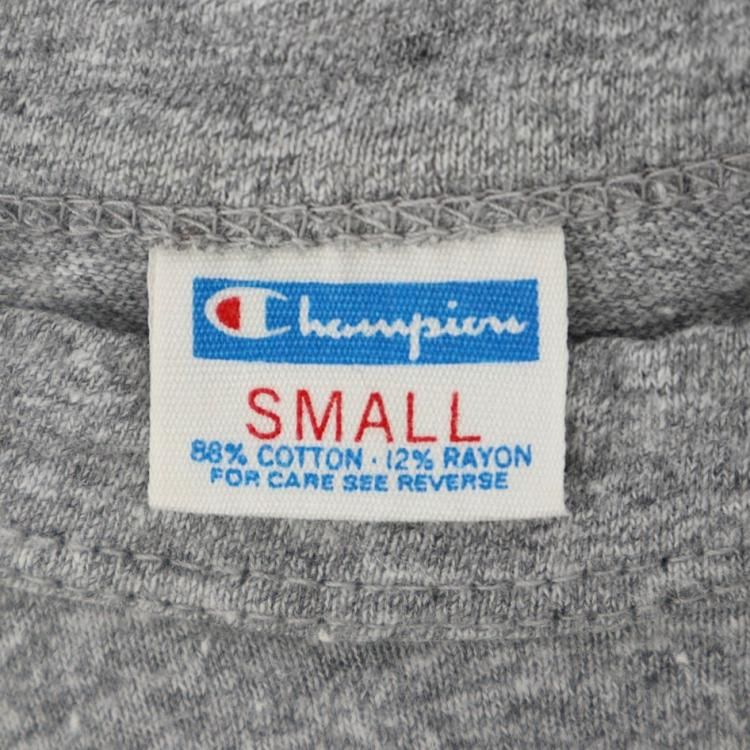 Champion
SMALL
88% COTTON · 12% RAYON
FOR CARE SEE REVERSE